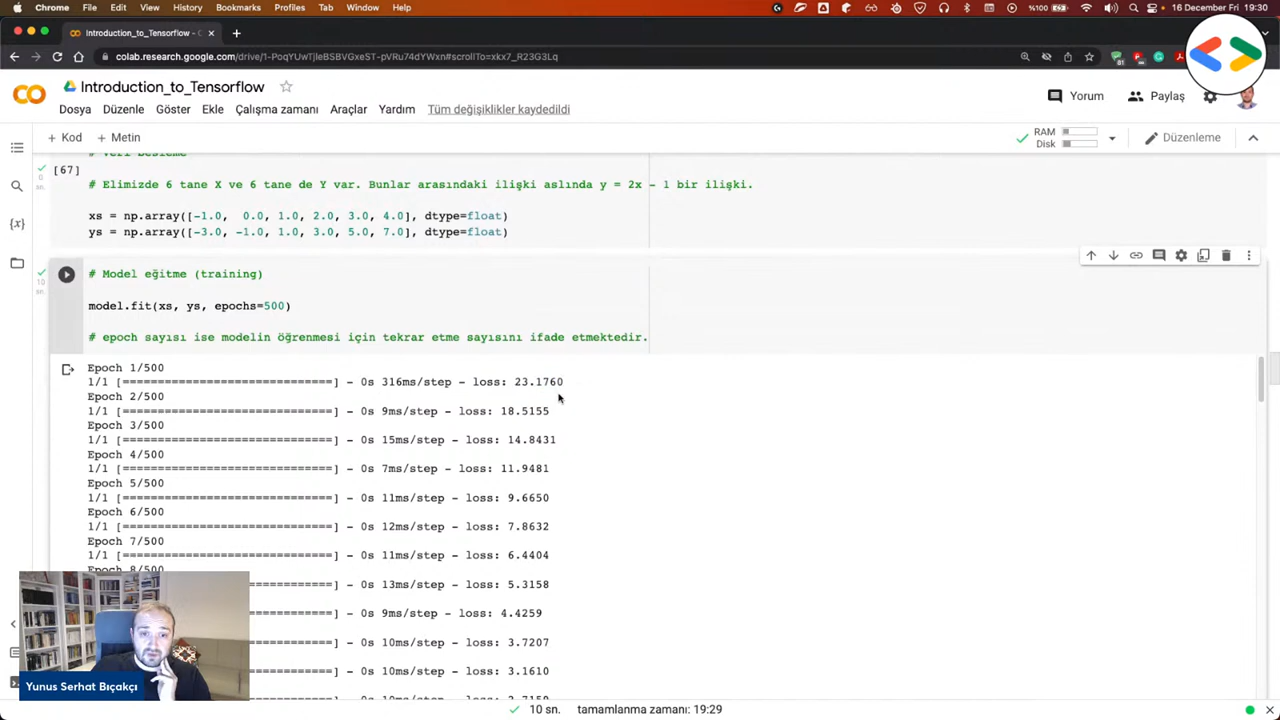 Chrome File Edit View History Bookmarks Profiles Tab Window Help %100 16 December Fri 19:30
Introduction_to_Tensorflow - C
colab.research.google.com/drive/1-PoqYUwTjleBSBVGxeST-pVRu74dYWxn#scrollTo=xkx7_R23G3Lq
Introduction_to_Tensorflow
Dosya Düzenle Göster Ekle Çalışma zamanı Araçlar Yardım Tüm değişiklikler kaydedildi
Yorum Paylaş
+ Kod + Metin
RAM
Disk
Düzenleme
# Veri Besleme
[67]
# Elimizde 6 tane X ve 6 tane de Y var. Bunlar arasındaki ilişki aslında y = 2x - 1 bir ilişki.
xs = np.array([-1.0, 0.0, 1.0, 2.0, 3.0, 4.0], dtype=float)
ys = np.array([-3.0, -1.0, 1.0, 3.0, 5.0, 7.0], dtype=float)
10
sn.
# Model eğitme (training)
model.fit(xs, ys, epochs=500)
# epoch sayısı ise modelin öğrenmesi için tekrar etme sayısını ifade etmektedir.
Epoch 1/500
1/1 [==============================] - 0s 316ms/step - loss: 23.1760
Epoch 2/500
1/1 [==============================] - 0s 9ms/step - loss: 18.5155
Epoch 3/500
1/1 [==============================] - 0s 15ms/step - loss: 14.8431
Epoch 4/500
1/1 [==============================] - 0s 7ms/step - loss: 11.9481
Epoch 5/500
1/1 [==============================] - 0s 11ms/step - loss: 9.6650
Epoch 6/500
1/1 [==============================] - 0s 12ms/step - loss: 7.8632
Epoch 7/500
1/1 [==============================] - 0s 11ms/step - loss: 6.4404
Epoch 8/500
============] - 0s 13ms/step - loss: 5.3158
============] - 0s 9ms/step - loss: 4.4259
============] - 0s 10ms/step - loss: 3.7207
============] - 0s 10ms/step - loss: 3.1610
Yunus Serhat Bıçakçı
10 sn. tamamlanma zamanı: 19:29